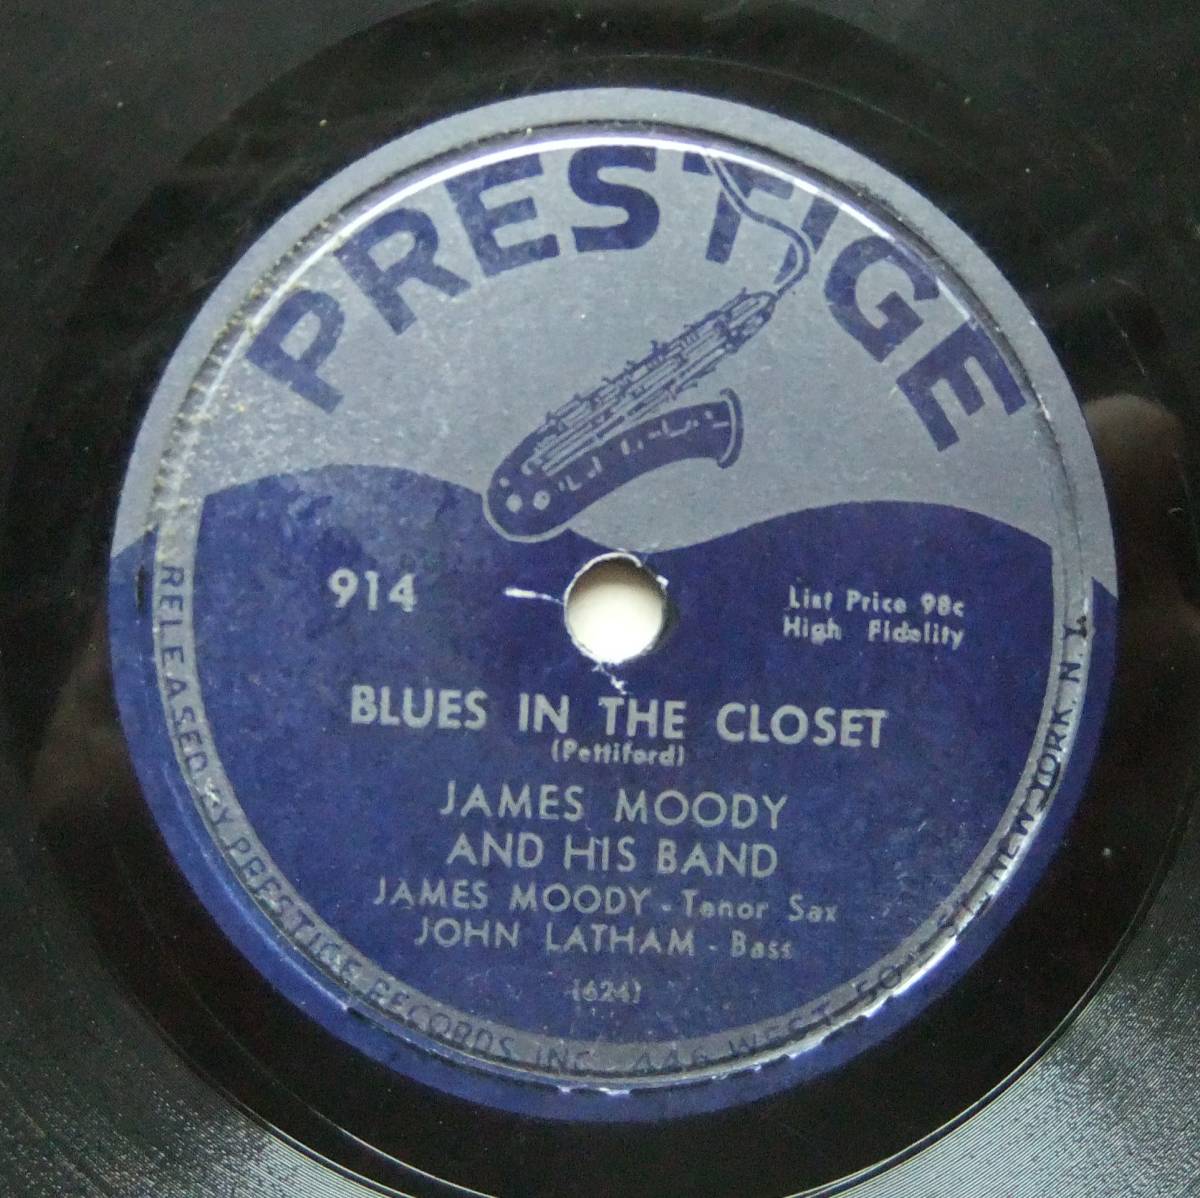 PRESTIGE
914
List Price 98c
High Fidelity
BLUES IN THE CLOSET
(Pettiford)
JAMES MOODY
AND HIS BAND
JAMES MOODY - Tenor Sax
JOHN LATHAM - Bass
(624)
RELEASED BY PRESTIGE RECORDS INC. 446 WEST 50 ST. NEW YORK. N. Y.